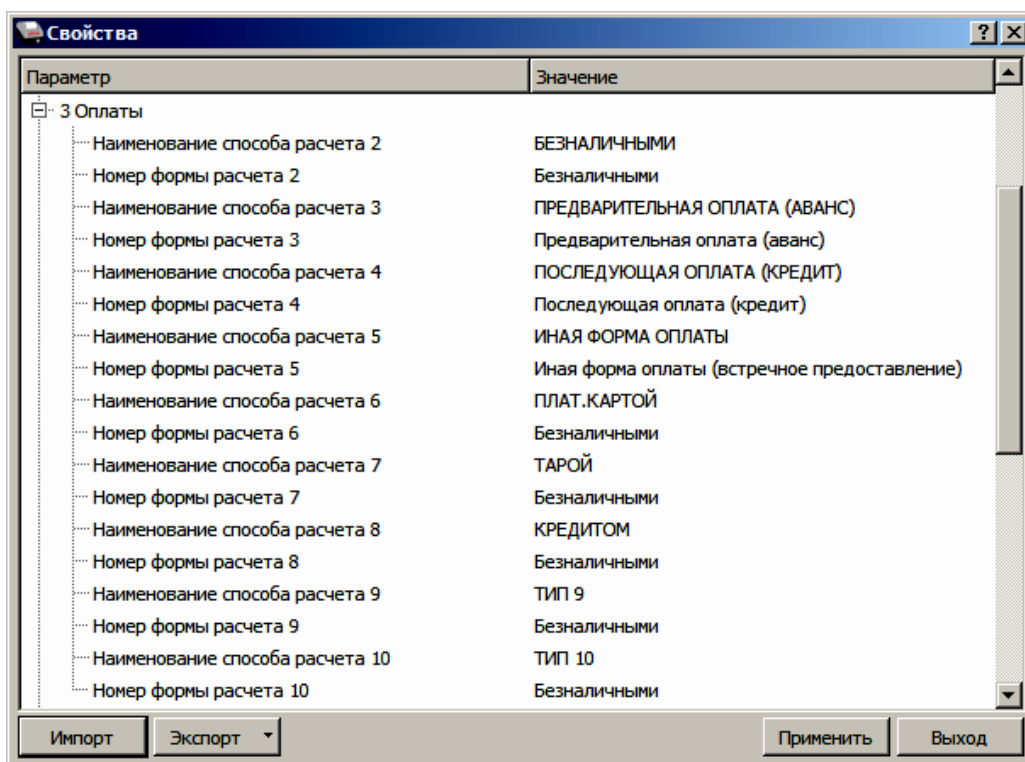 Свойства
Параметр Значение
3 Оплаты
Наименование способа расчета 2 БЕЗНАЛИЧНЫМИ
Номер формы расчета 2 Безналичными
Наименование способа расчета 3 ПРЕДВАРИТЕЛЬНАЯ ОПЛАТА (АВАНС)
Номер формы расчета 3 Предварительная оплата (аванс)
Наименование способа расчета 4 ПОСЛЕДУЮЩАЯ ОПЛАТА (КРЕДИТ)
Номер формы расчета 4 Последующая оплата (кредит)
Наименование способа расчета 5 ИНАЯ ФОРМА ОПЛАТЫ
Номер формы расчета 5 Иная форма оплаты (встречное предоставление)
Наименование способа расчета 6 ПЛАТ.КАРТОЙ
Номер формы расчета 6 Безналичными
Наименование способа расчета 7 ТАРОЙ
Номер формы расчета 7 Безналичными
Наименование способа расчета 8 КРЕДИТОМ
Номер формы расчета 8 Безналичными
Наименование способа расчета 9 ТИП 9
Номер формы расчета 9 Безналичными
Наименование способа расчета 10 ТИП 10
Номер формы расчета 10 Безналичными
Импорт Экспорт Применить Выход